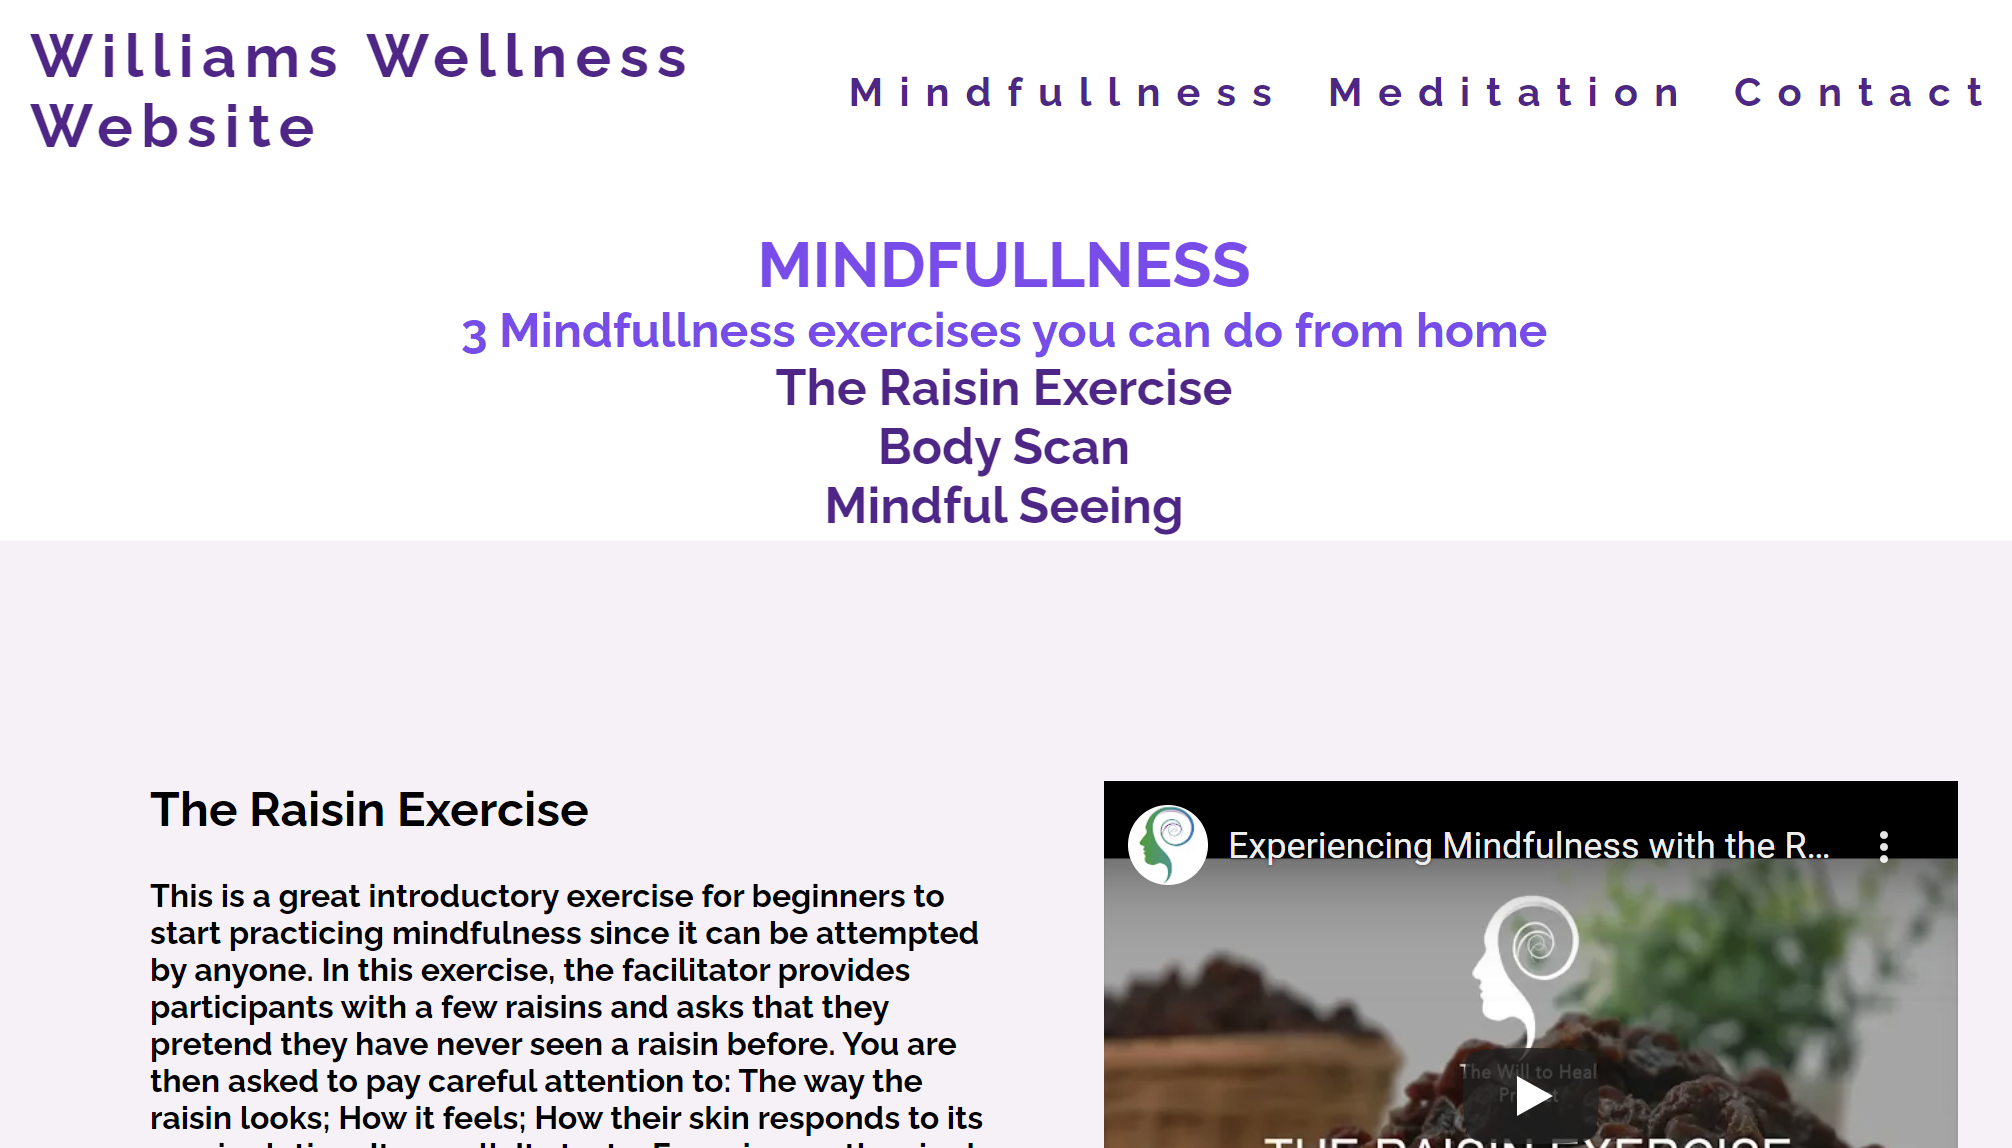 Williams Wellness
Website
Mindfullness Meditation Contact
MINDFULLNESS
3 Mindfullness exercises you can do from home
The Raisin Exercise
Body Scan
Mindful Seeing
The Raisin Exercise
This is a great introductory exercise for beginners to
start practicing mindfulness since it can be attempted
by anyone. In this exercise, the facilitator provides
participants with a few raisins and asks that they
pretend they have never seen a raisin before. You are
then asked to pay careful attention to: The way the
raisin looks; How it feels; How their skin responds to its
Experiencing Mindfulness with the R...
The Will to Heal
THE RAISIN EXERCISE